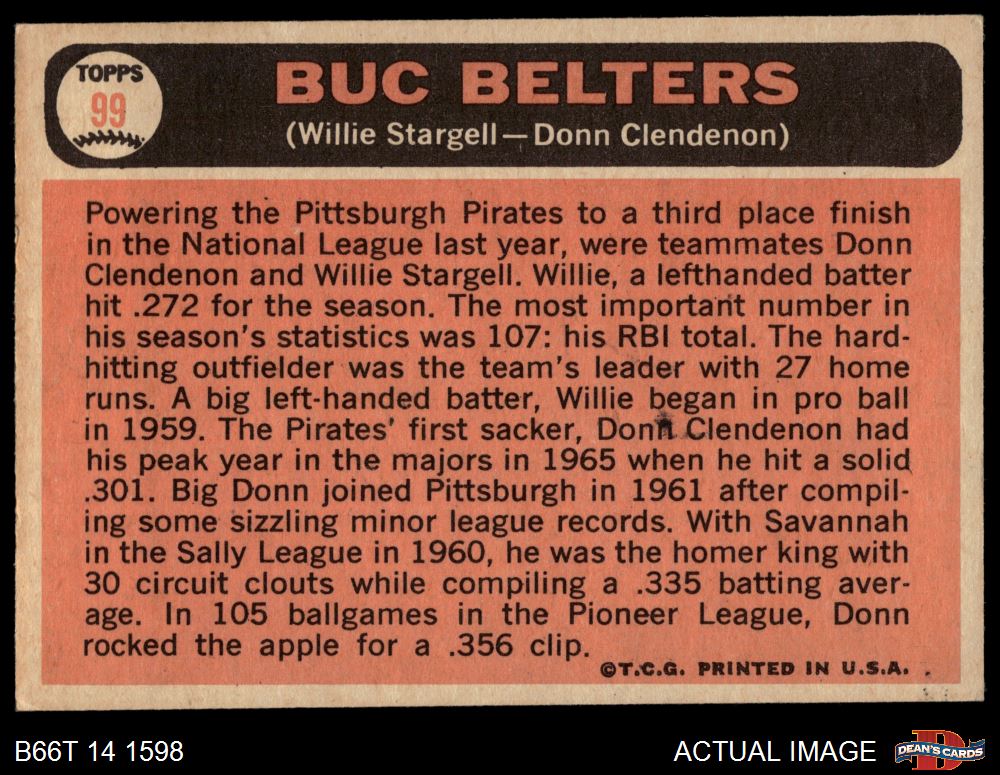 TOPPS
99
BUC BELTERS
(Willie Stargell—Donn Clendenon)
Powering the Pittsburgh Pirates to a third place finish
in the National League last year, were teammates Donn
Clendenon and Willie Stargell. Willie, a lefthanded batter
hit .272 for the season. The most important number in
his season's statistics was 107: his RBI total. The hard-
hitting outfielder was the team's leader with 27 home
runs. A big left-handed batter, Willie began in pro ball
in 1959. The Pirates' first sacker, Donn Clendenon had
his peak year in the majors in 1965 when he hit a solid
.301. Big Donn joined Pittsburgh in 1961 after compil-
ing some sizzling minor league records. With Savannah
in the Sally League in 1960, he was the homer king with
30 circuit clouts while compiling a .335 batting aver-
age. In 105 ballgames in the Pioneer League, Donn
rocked the apple for a .356 clip.
©T.C.G. PRINTED IN U.S.A.
B66T 14 1598
ACTUAL IMAGE
D
DEAN'S CARDS